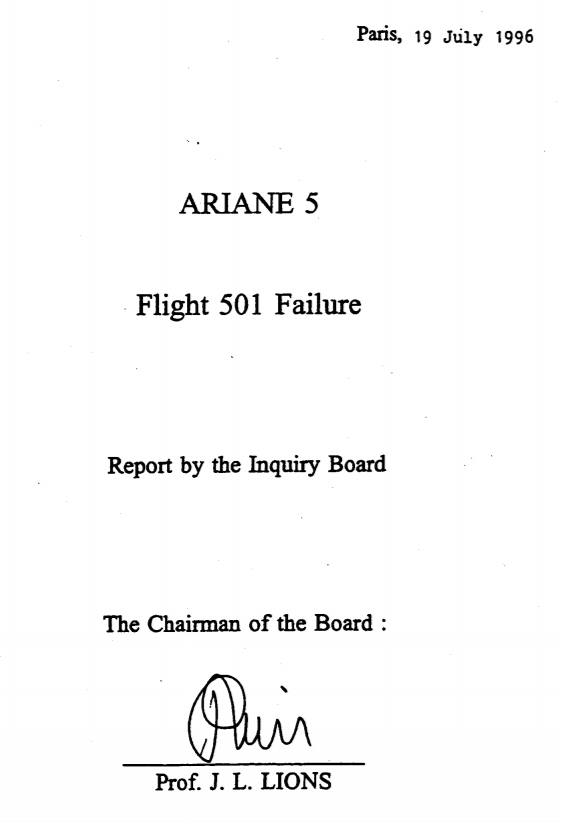 Paris, 19 July 1996
ARIANE 5
Flight 501 Failure
Report by the Inquiry Board
The Chairman of the Board :
Prof. J. L. LIONS